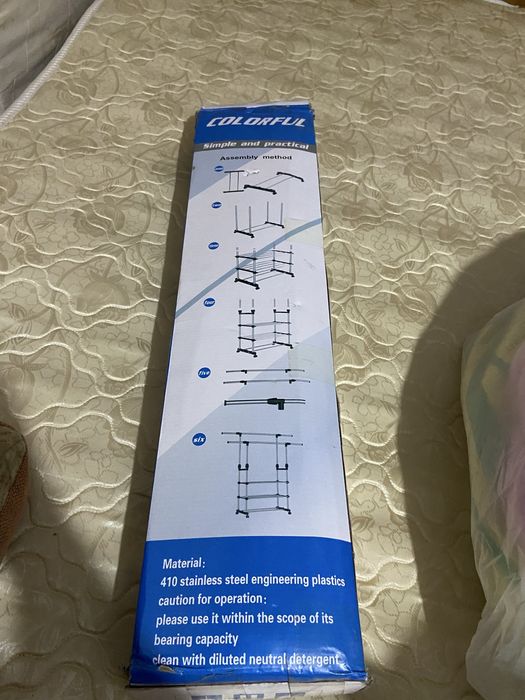 COLORFUL
Simple and practical
Assembly method
four
five
six
Material:
410 stainless steel engineering plastics
caution for operation:
please use it within the scope of its
bearing capacity
clean with diluted neutral detergent